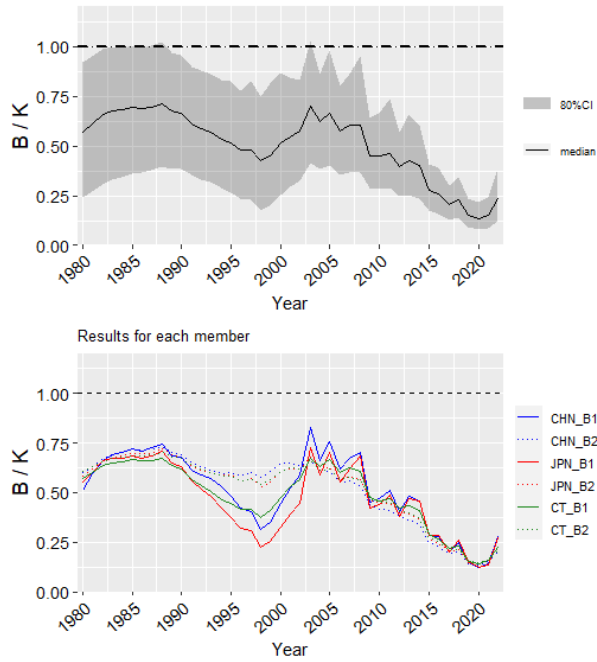 1.00
0.75
0.50
0.25
0.00
B / K
1980
1985
1990
1995
2000
2005
2010
2015
2020
Year
80%CI
median
Results for each member
1.00
0.75
0.50
0.25
0.00
B / K
1980
1985
1990
1995
2000
2005
2010
2015
2020
Year
CHN_B1
CHN_B2
JPN_B1
JPN_B2
CT_B1
CT_B2